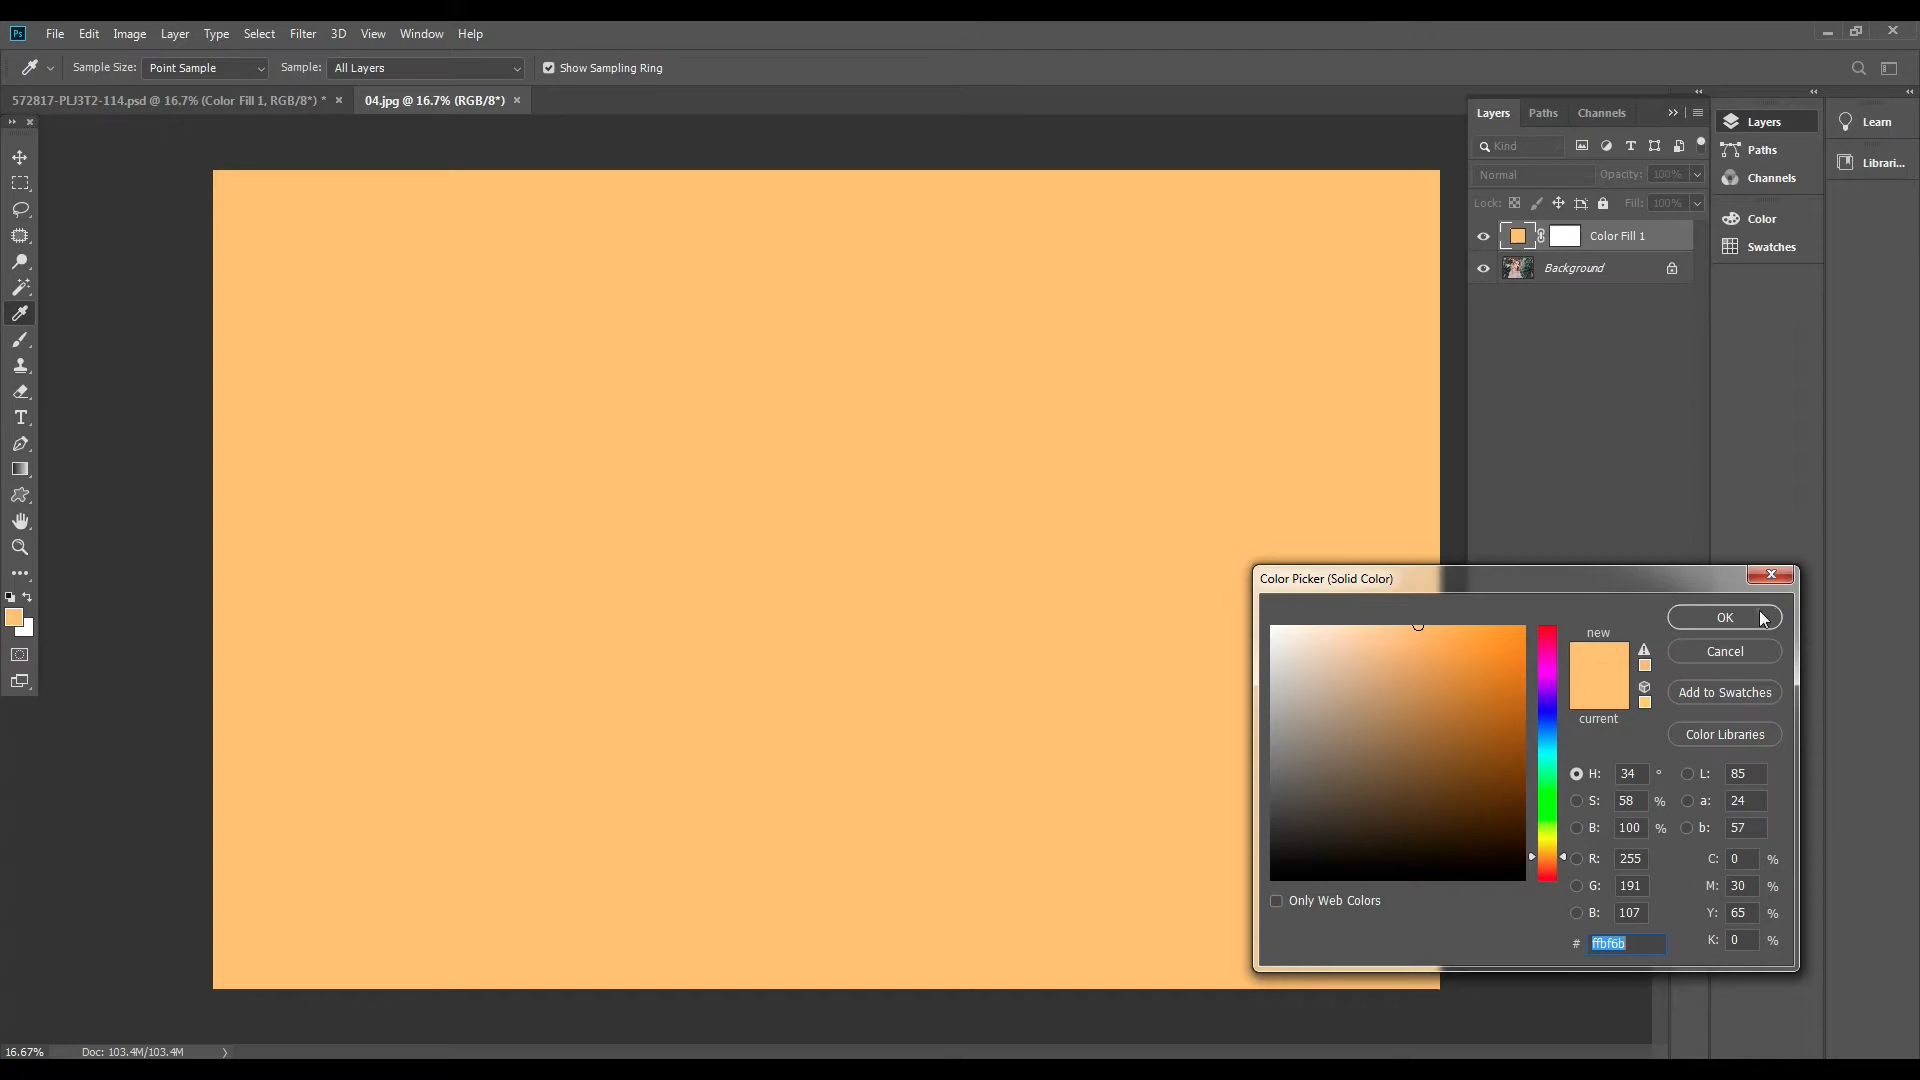 Ps File Edit Image Layer Type Select Filter 3D View Window Help
Sample Size: Point Sample Sample: All Layers Show Sampling Ring
572817-PLJ3T2-114.psd @ 16.7% (Color Fill 1, RGB/8*) * 04.jpg @ 16.7% (RGB/8*)
Layers Paths Channels
Kind
Normal Opacity: 100%
Lock: Fill: 100%
Color Fill 1
Background
Layers
Paths
Channels
Color
Swatches
Learn
Librari...
Color Picker (Solid Color)
new
current
OK
Cancel
Add to Swatches
Color Libraries
H: 34 ° L: 85
S: 58 % a: 24
B: 100 % b: 57
R: 255 C: 0 %
G: 191 M: 30 %
B: 107 Y: 65 %
# ffbf6b K: 0 %
Only Web Colors
T
16.67% Doc: 103.4M/103.4M